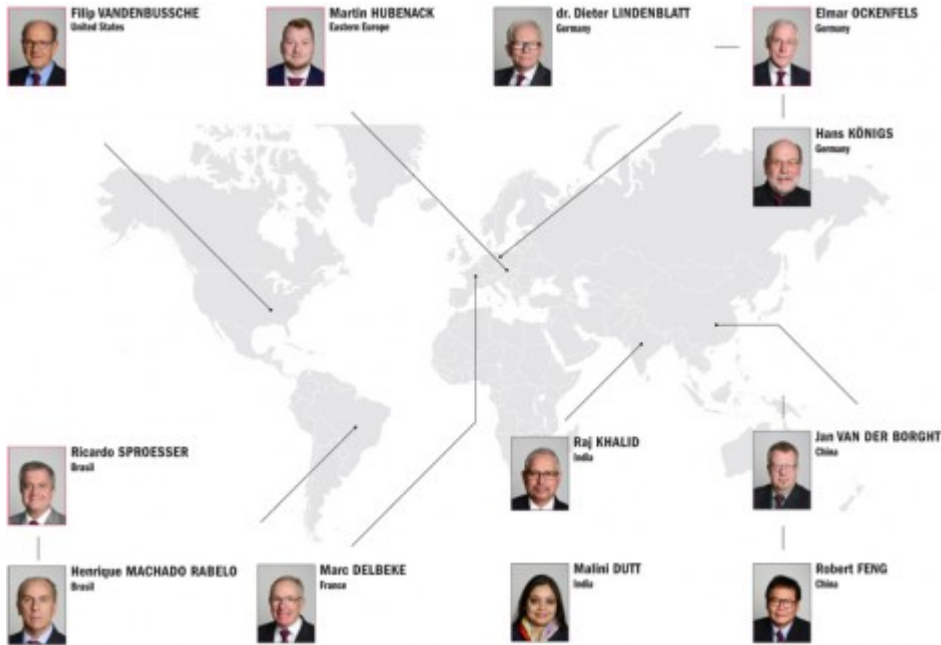 Filip VANDENBUSSCHE
United States
Martin HUBENACK
Eastern Europe
dr. Dieter LINDENBLATT
Germany
Elmar OCKENFELS
Germany
Hans KÖNIGS
Germany
Ricardo SPROESSER
Brasil
Raj KHALID
India
Jan VAN DER BORGHT
China
Henrique MACHADO RABELO
Brasil
Marc DELBEKE
France
Malini DUTT
India
Robert FENG
China